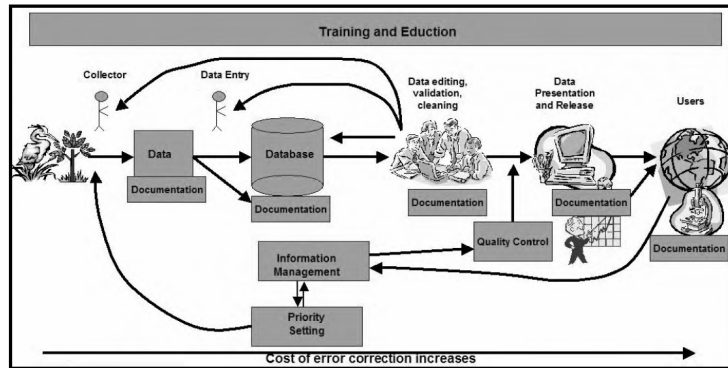 Training and Eduction
Collector
Data Entry
Data editing,
validation,
cleaning
Data
Presentation
and Release
Users
Data
Database
Documentation
Documentation
Documentation
Documentation
Documentation
Quality Control
Information
Management
Priority
Setting
Cost of error correction increases